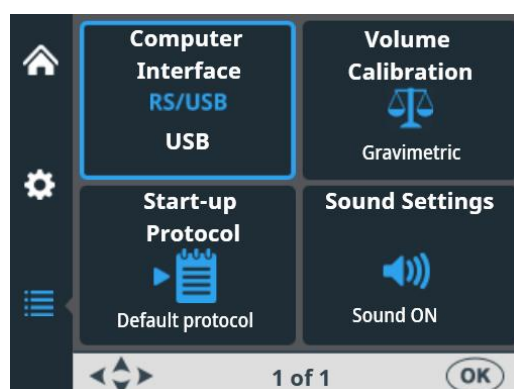 Computer
Interface
RS/USB
USB
Volume
Calibration
Gravimetric
Start-up
Protocol
Default protocol
Sound Settings
Sound ON
1 of 1
OK